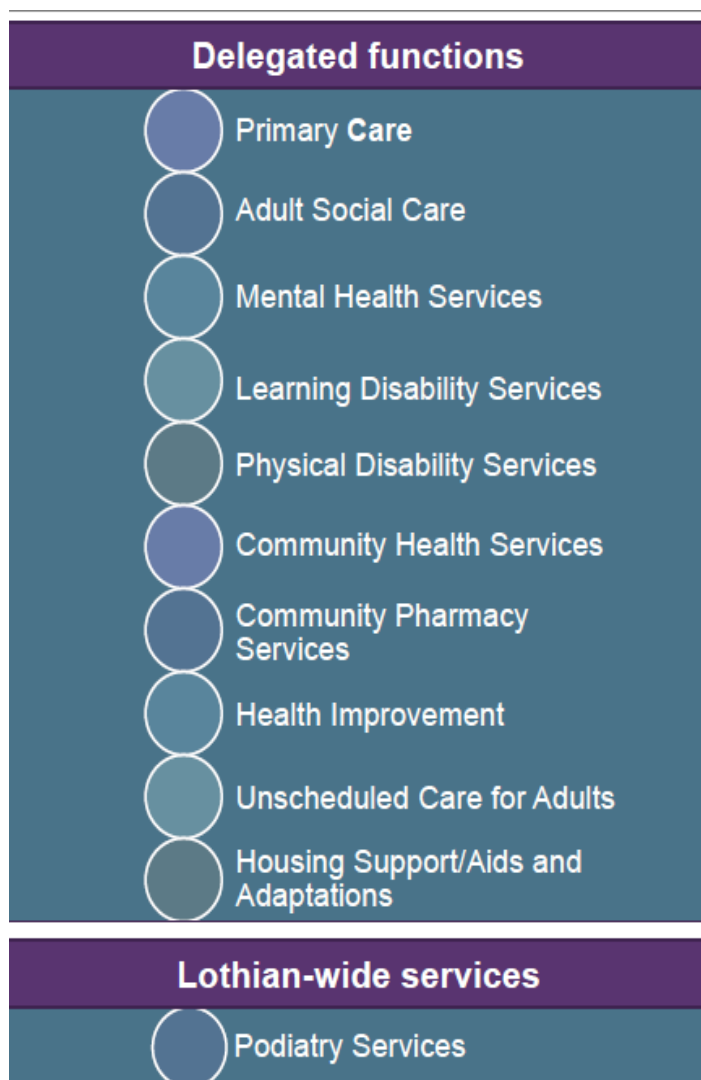 Delegated functions
Primary Care
Adult Social Care
Mental Health Services
Learning Disability Services
Physical Disability Services
Community Health Services
Community Pharmacy
Services
Health Improvement
Unscheduled Care for Adults
Housing Support/Aids and
Adaptations
Lothian-wide services
Podiatry Services